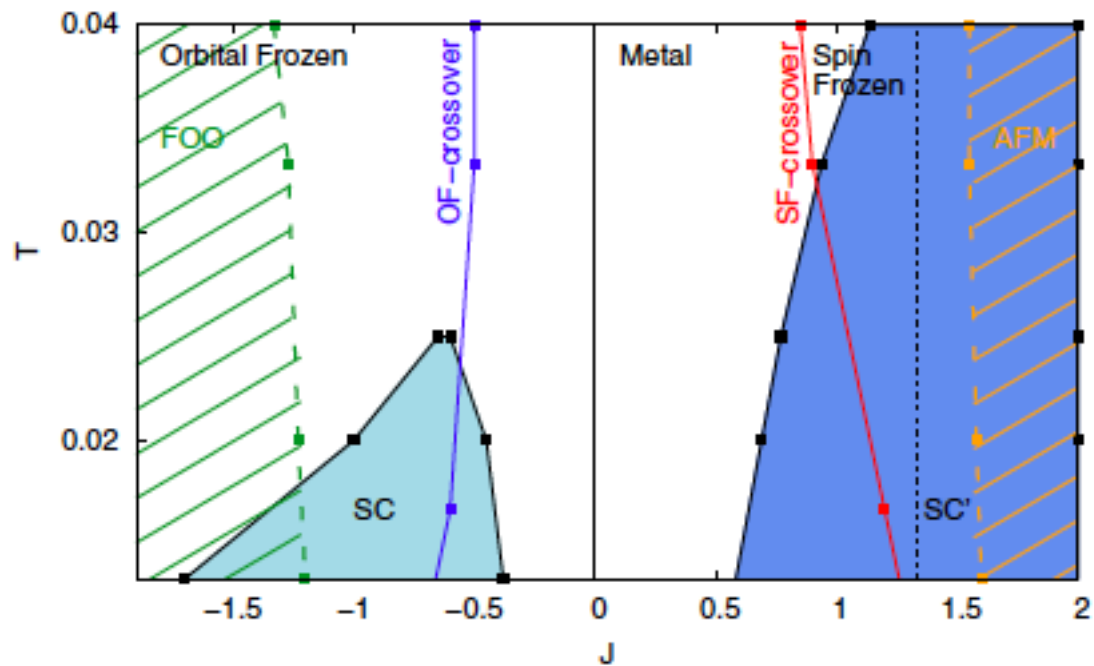 0.04
Orbital Frozen
OF-crossover
Metal
SF-crossover
Spin
Frozen
FOO
AFM
0.03
T
0.02
SC
SC'
−1.5
−1
−0.5
0
0.5
1
1.5
2
J